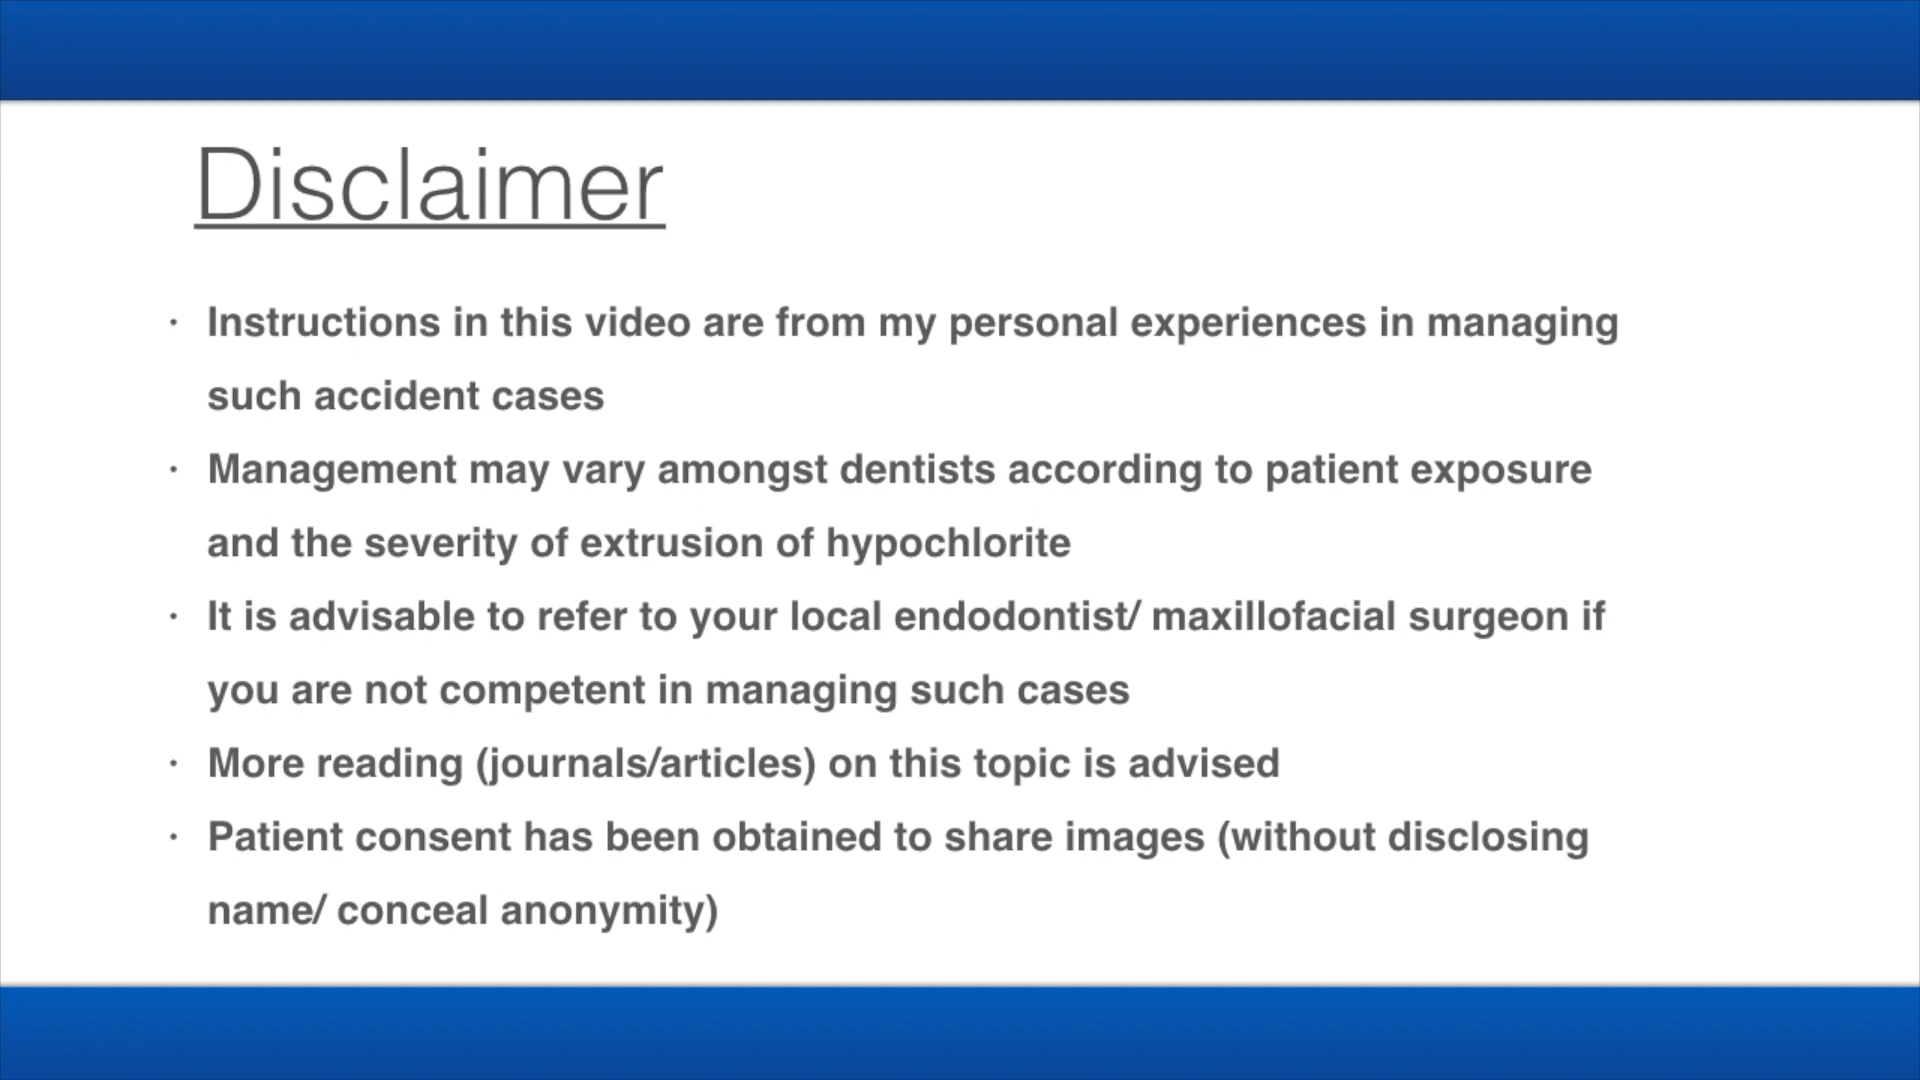 Disclaimer
· Instructions in this video are from my personal experiences in managing
such accident cases
· Management may vary amongst dentists according to patient exposure
and the severity of extrusion of hypochlorite
· It is advisable to refer to your local endodontist/ maxillofacial surgeon if
you are not competent in managing such cases
· More reading (journals/articles) on this topic is advised
· Patient consent has been obtained to share images (without disclosing
name/ conceal anonymity)